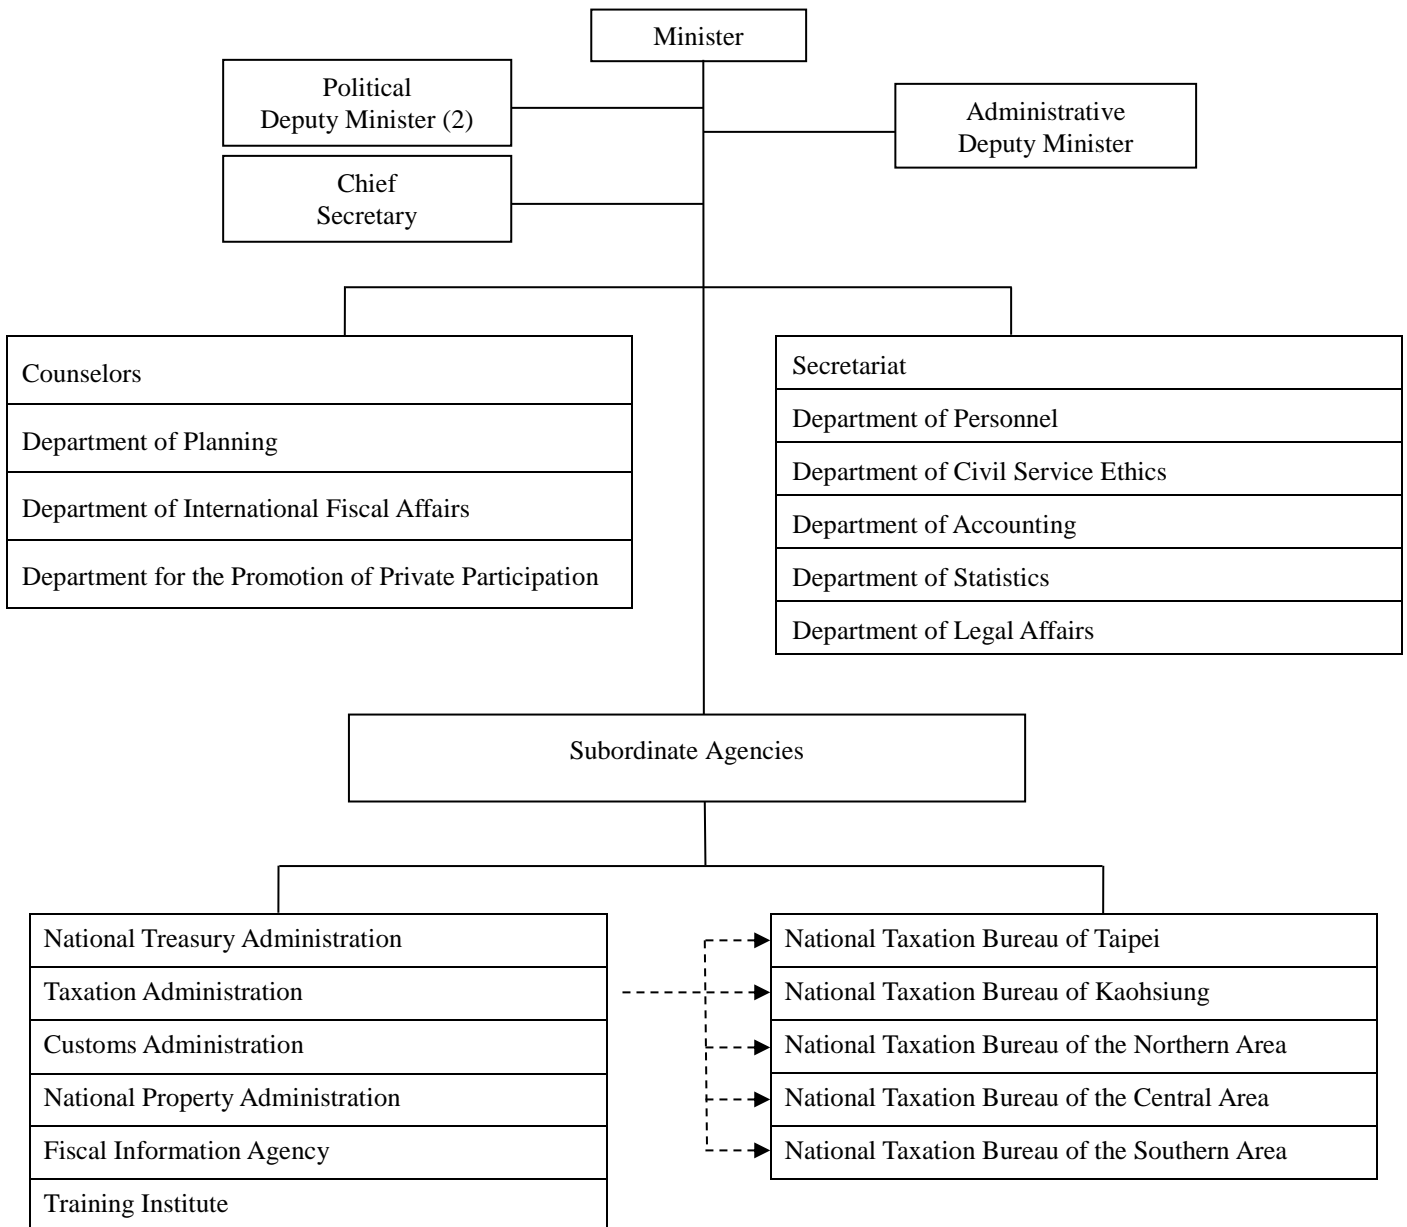 Minister
Political
Deputy Minister (2)
Administrative
Deputy Minister
Chief
Secretary
Counselors
Department of Planning
Department of International Fiscal Affairs
Department for the Promotion of Private Participation
Secretariat
Department of Personnel
Department of Civil Service Ethics
Department of Accounting
Department of Statistics
Department of Legal Affairs
Subordinate Agencies
National Treasury Administration
Taxation Administration
Customs Administration
National Property Administration
Fiscal Information Agency
Training Institute
National Taxation Bureau of Taipei
National Taxation Bureau of Kaohsiung
National Taxation Bureau of the Northern Area
National Taxation Bureau of the Central Area
National Taxation Bureau of the Southern Area